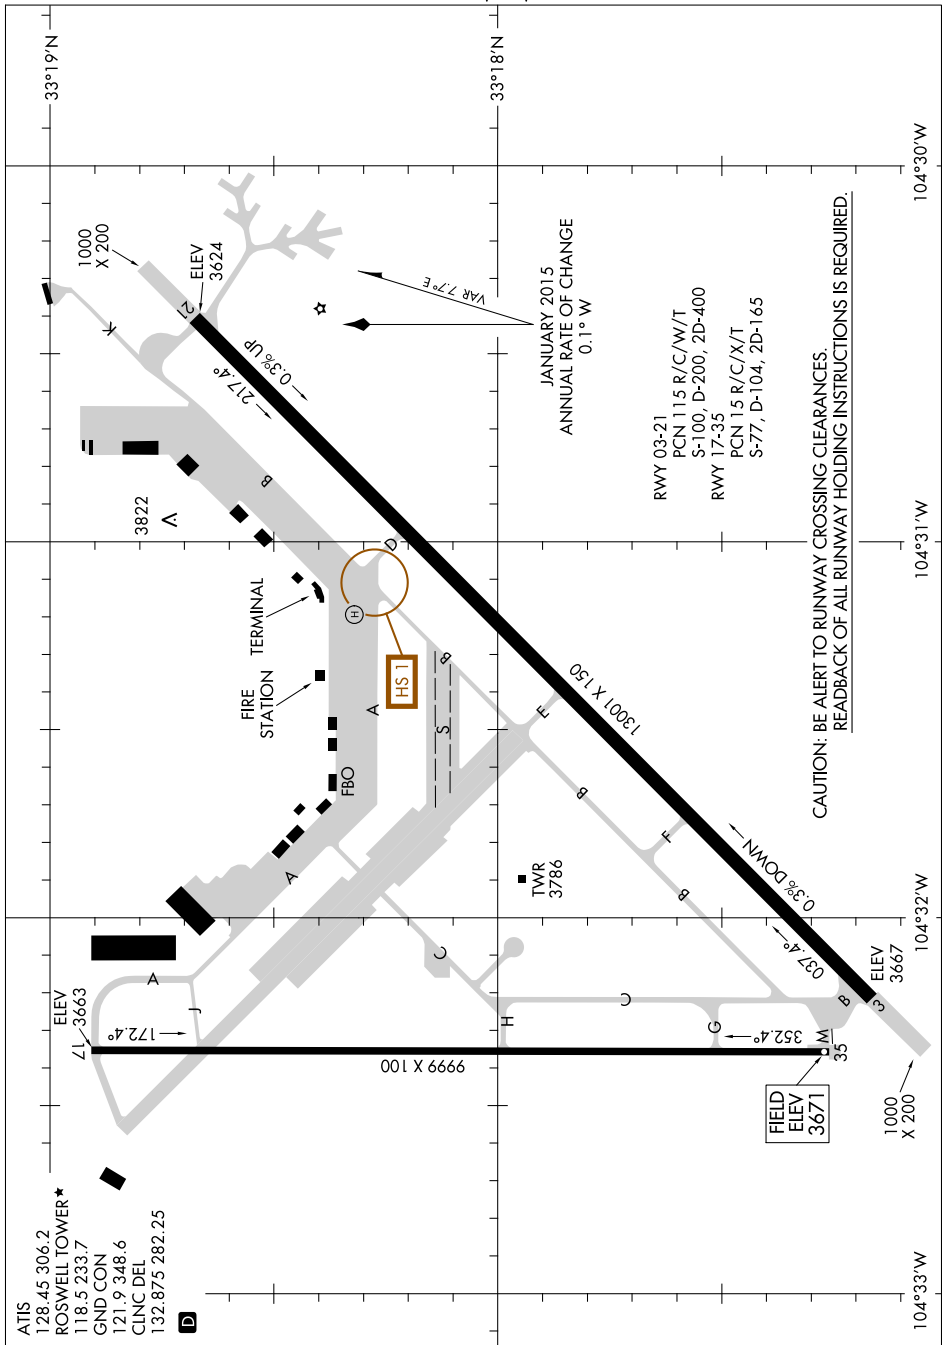 ATIS
128.45 306.2
ROSWELL TOWER★
118.5 233.7
GND CON
121.9 348.6
CLNC DEL
132.875 282.25
D
33°19'N
33°18'N
104°30'W
104°31'W
104°32'W
104°33'W
1000
X 200
ELEV
3624
21
K
217.4°
0.3% UP
VAR 7.7° E
JANUARY 2015
ANNUAL RATE OF CHANGE
0.1° W
3822
B
D
H
TERMINAL
HS 1
FIRE
STATION
A
B
S
FBO
E
13001 X 150
RWY 03-21
PCN 115 R/C/W/T
S-100, D-200, 2D-400
RWY 17-35
PCN 15 R/C/X/T
S-77, D-104, 2D-165
CAUTION: BE ALERT TO RUNWAY CROSSING CLEARANCES.
READBACK OF ALL RUNWAY HOLDING INSTRUCTIONS IS REQUIRED.
A
B
F
TWR
3786
B
0.3% DOWN
037.4°
ELEV
3667
3
B
A
C
C
J
H
G
ELEV
3663
17
172.4°
9999 X 100
352.4°
W
35
FIELD
ELEV
3671
1000
X 200